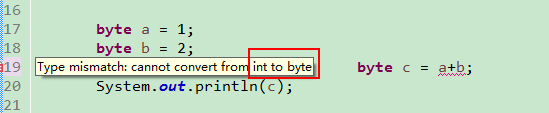 16
17 byte a = 1;
18 byte b = 2;
19 Type mismatch: cannot convert from int to byte byte c = a+b;
20 System.out.println(c);
21